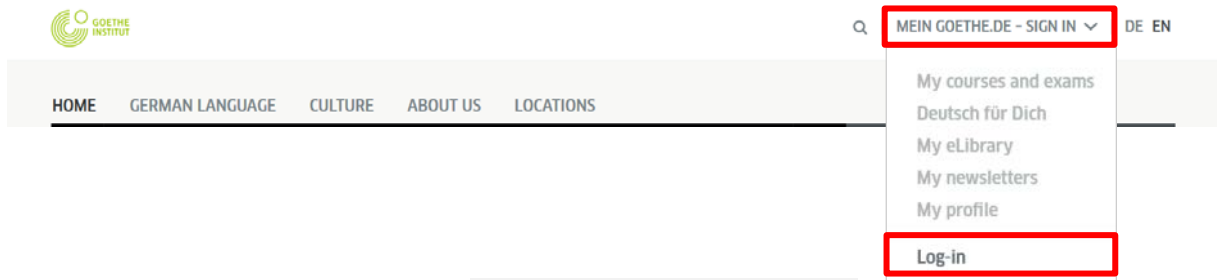 GOETHE
INSTITUT
MEIN GOETHE.DE – SIGN IN
DE EN
HOME GERMAN LANGUAGE CULTURE ABOUT US LOCATIONS
My courses and exams
Deutsch für Dich
My eLibrary
My newsletters
My profile
Log-in